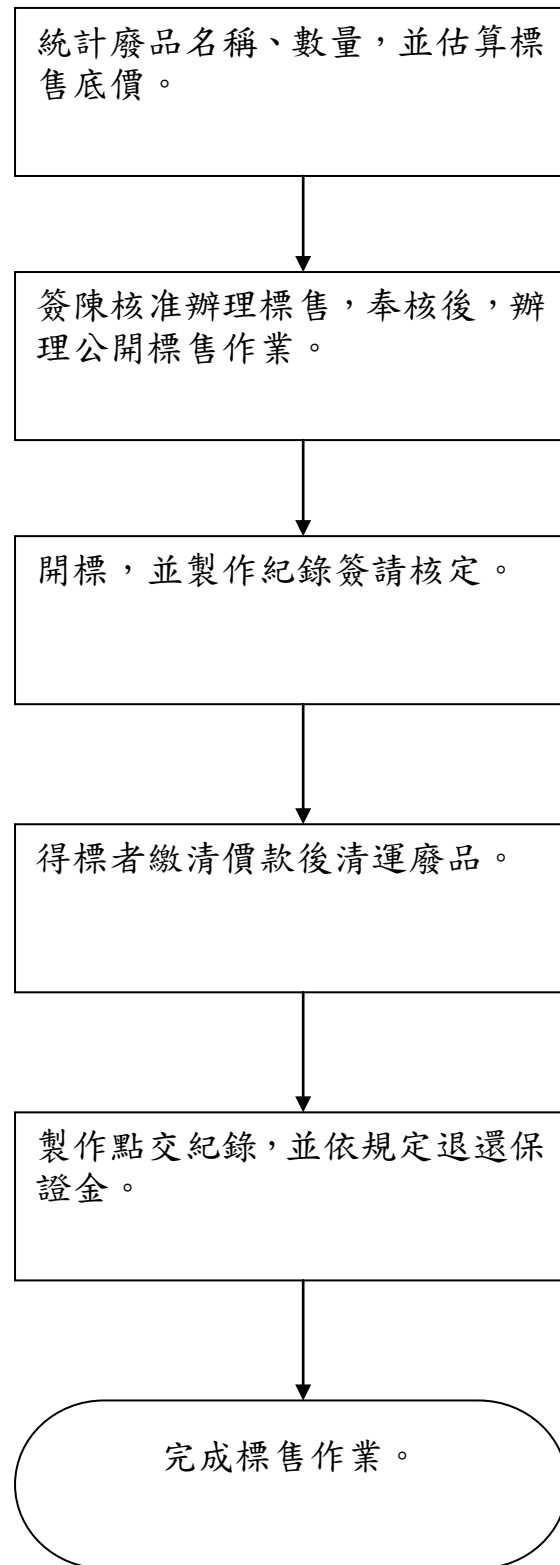 統計廢品名稱、數量，並估算標
售底價。
簽陳核准辦理標售，奉核後，辦
理公開標售作業。
開標，並製作紀錄簽請核定。
得標者繳清價款後清運廢品。
製作點交紀錄，並依規定退還保
證金。
完成標售作業。